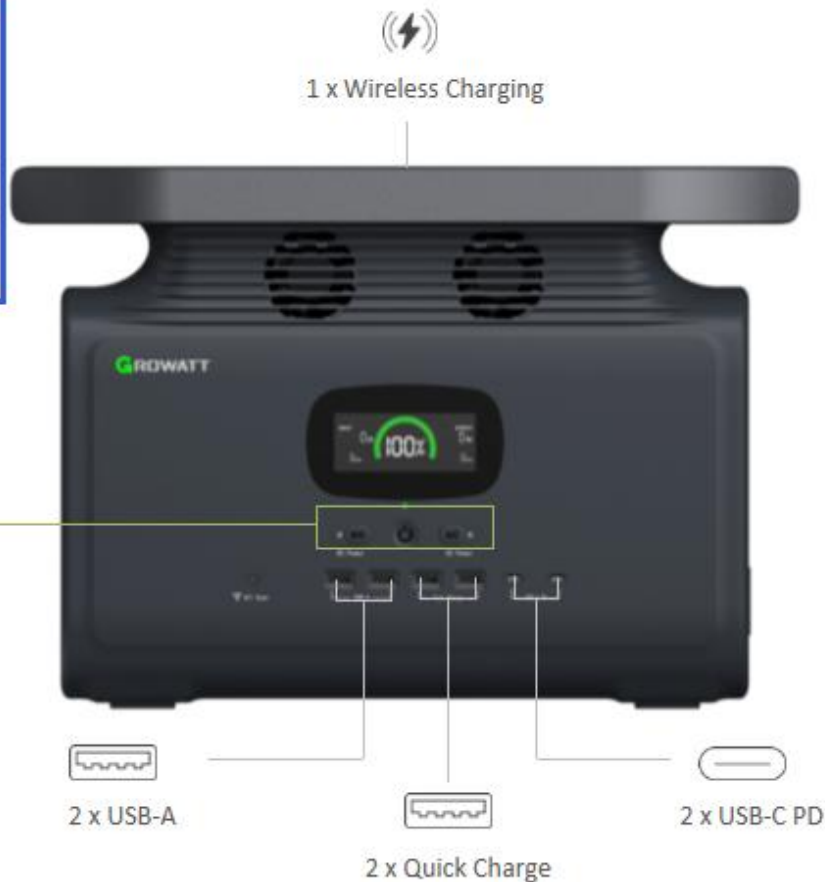 1 x Wireless Charging
GROWATT
100%
2 x USB-A
2 x Quick Charge
2 x USB-C PD